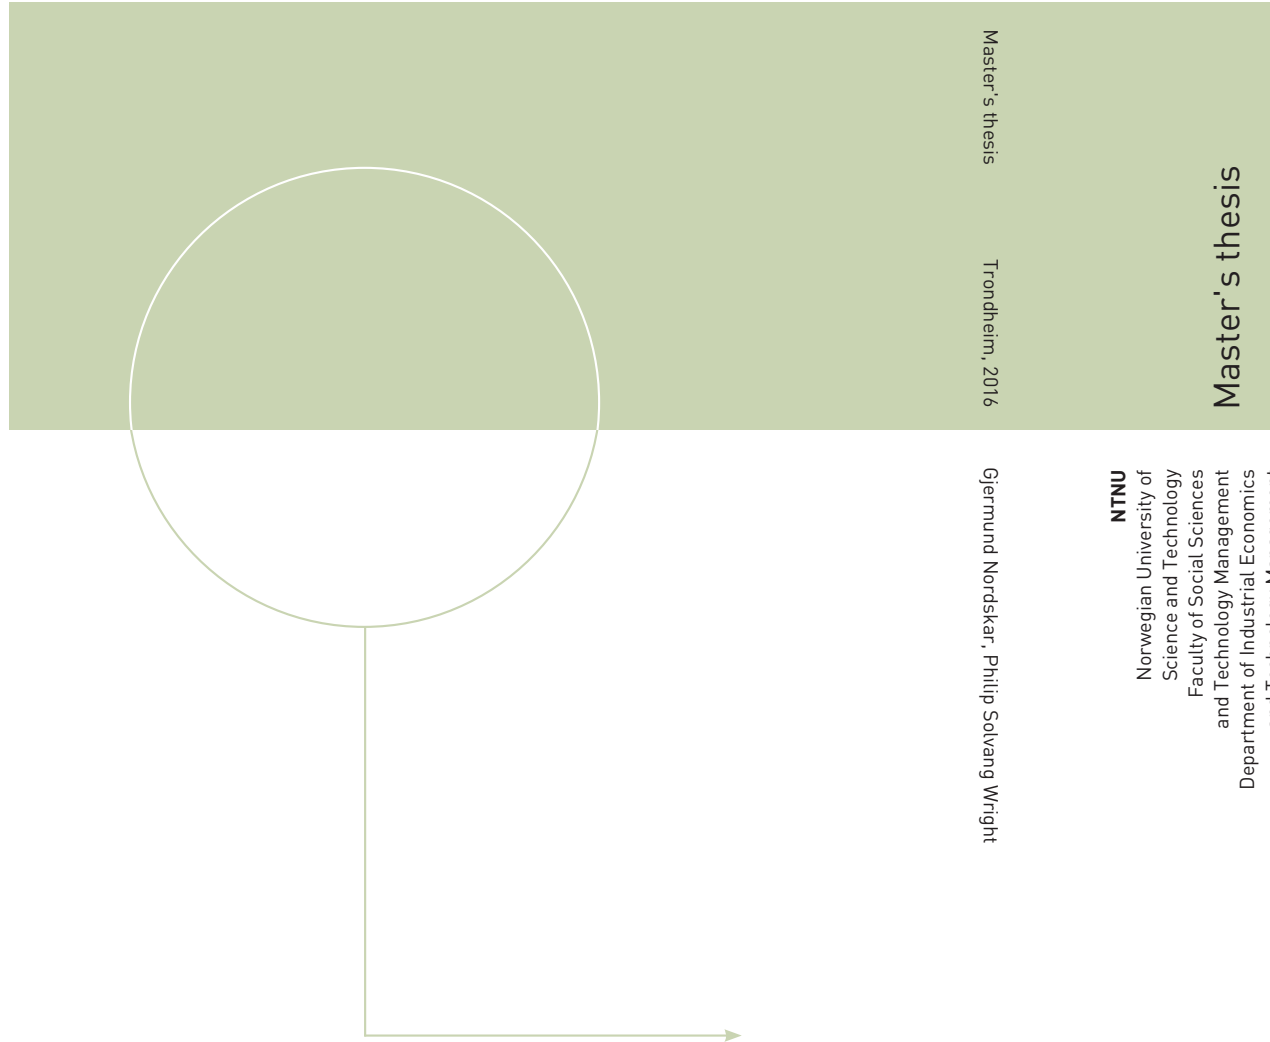 Master's thesis
Trondheim, 2016
Gjermund Nordskar, Philip Solvang Wright
Master's thesis
NTNU
Norwegian University of
Science and Technology
Faculty of Social Sciences
and Technology Management
Department of Industrial Economics